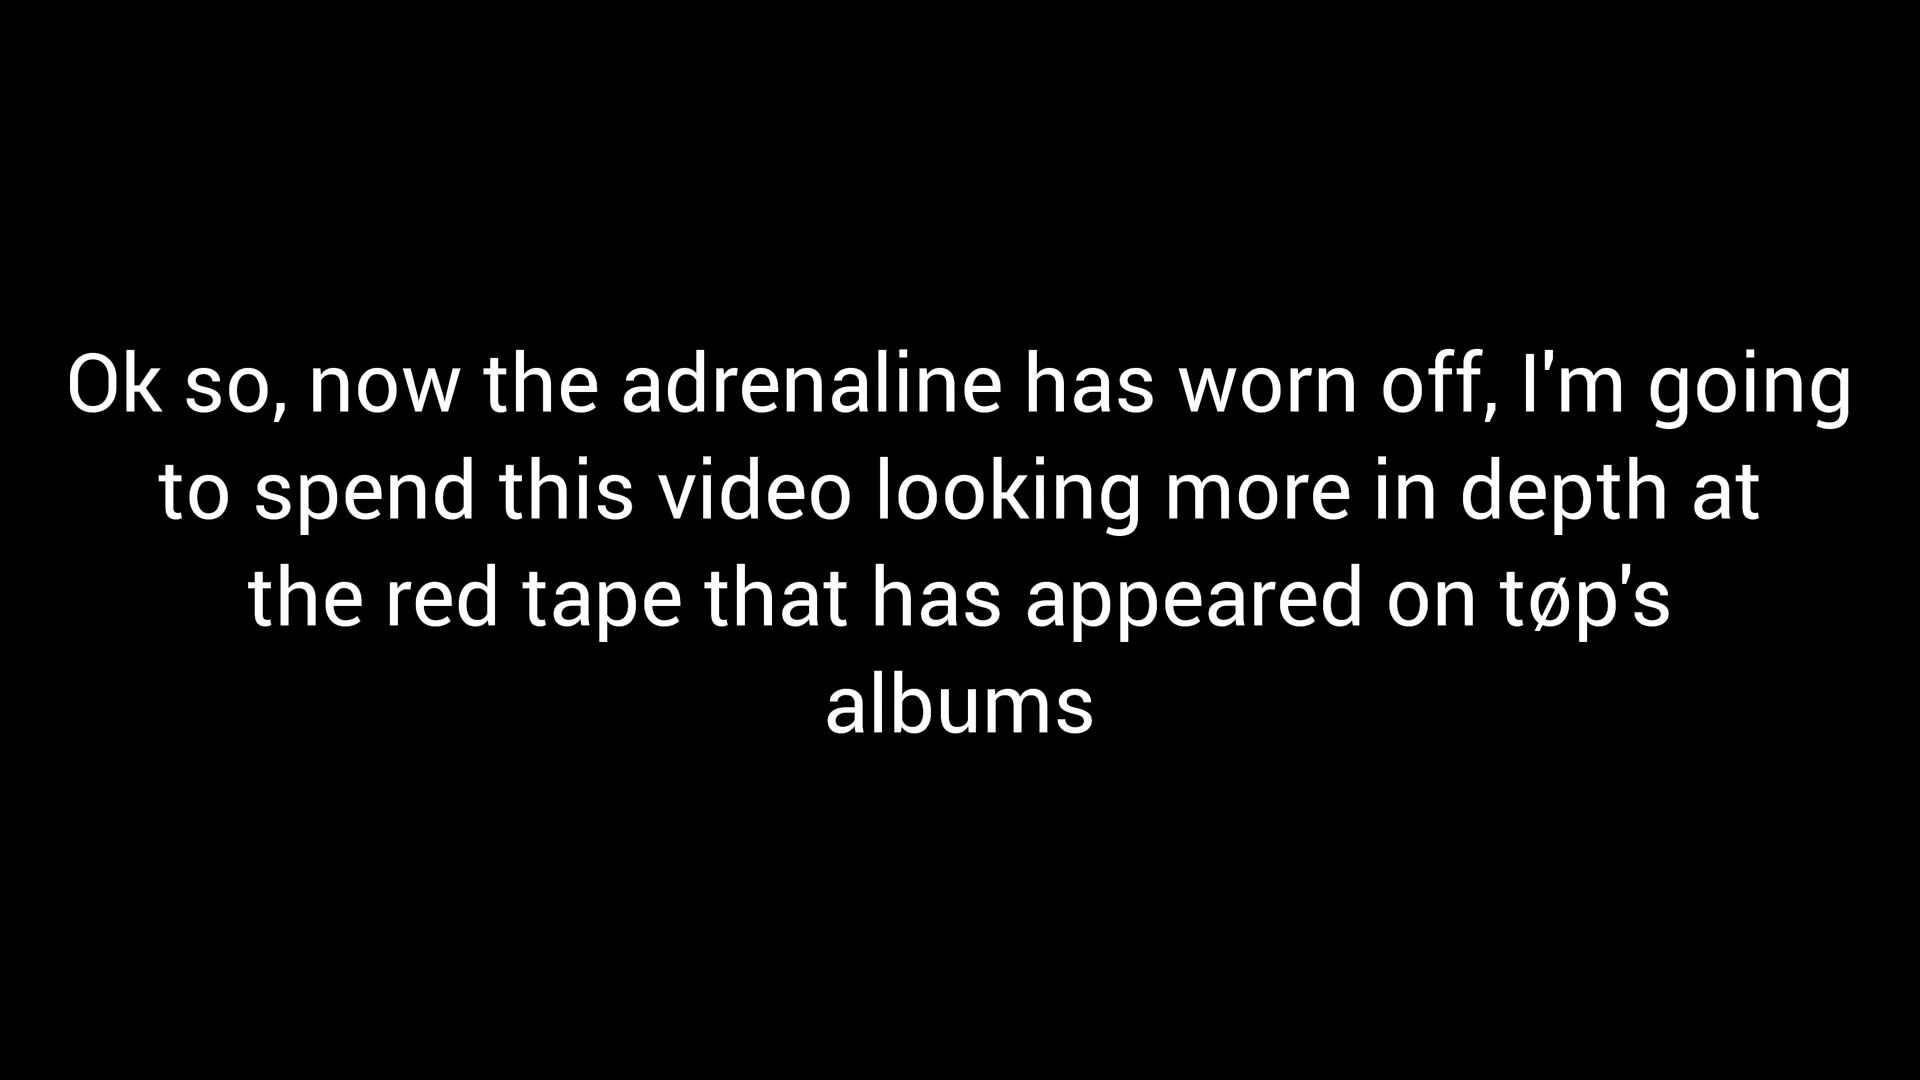 Ok so, now the adrenaline has worn off, I'm going
to spend this video looking more in depth at
the red tape that has appeared on tøp's
albums